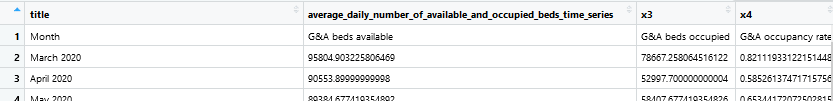 title average_daily_number_of_available_and_occupied_beds_time_series x3 x4
1 Month G&A beds available G&A beds occupied G&A occupancy rate
2 March 2020 95804.903225806469 78667.258064516122 0.82111933122151448
3 April 2020 90553.89999999998 52997.700000000004 0.58526137471715756
4 May 2020 89384.677419354892 58407.677419354826 0.65344172072502815